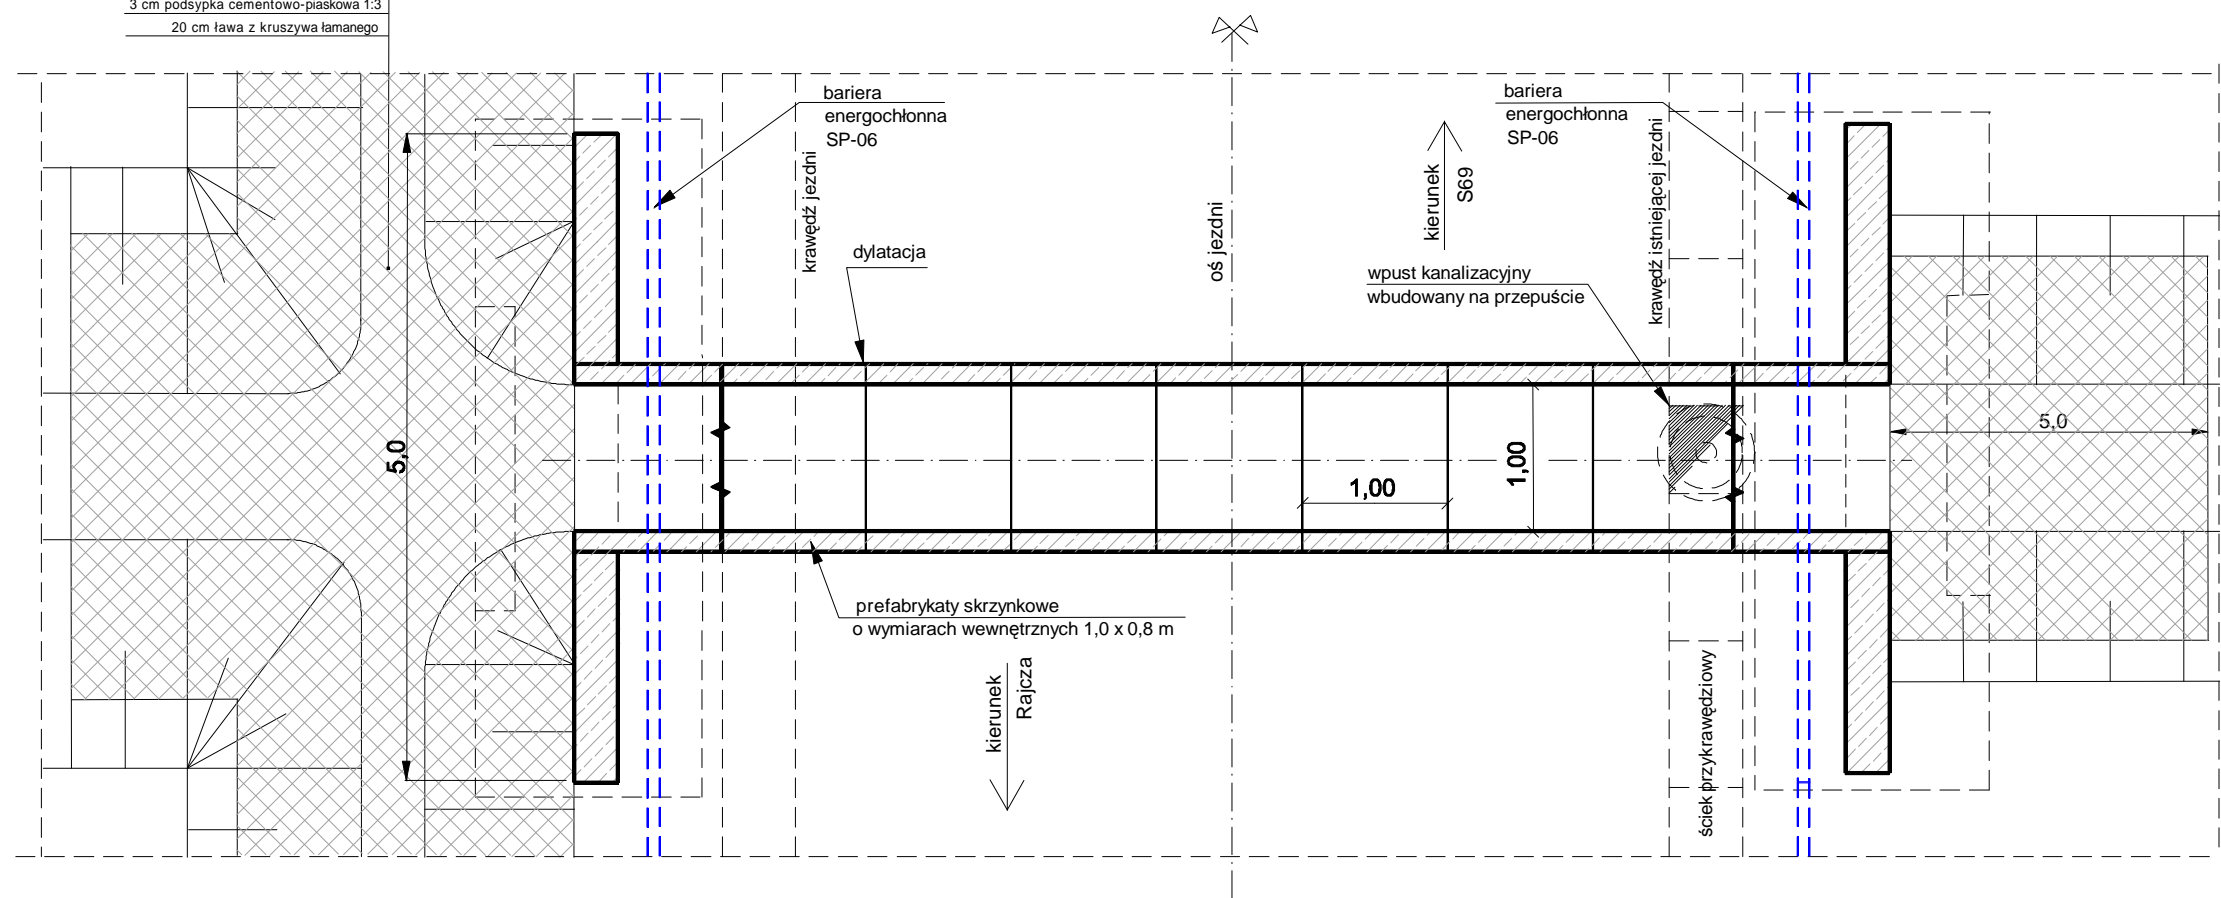 3 cm podsypka cementowo-piaskowa 1:3
20 cm ława z kruszywa łamanego
bariera
energochłonna
SP-06
krawędź jezdni
dylatacja
oś jezdni
kierunek
S69
bariera
energochłonna
SP-06
krawędź istniejącej jezdni
wpust kanalizacyjny
wbudowany na przepuście
5,0
1,00
1,00
5,0
prefabrykaty skrzynkowe
o wymiarach wewnętrznych 1,0 x 0,8 m
kierunek
Rajcza
ściek przykrawędziowy